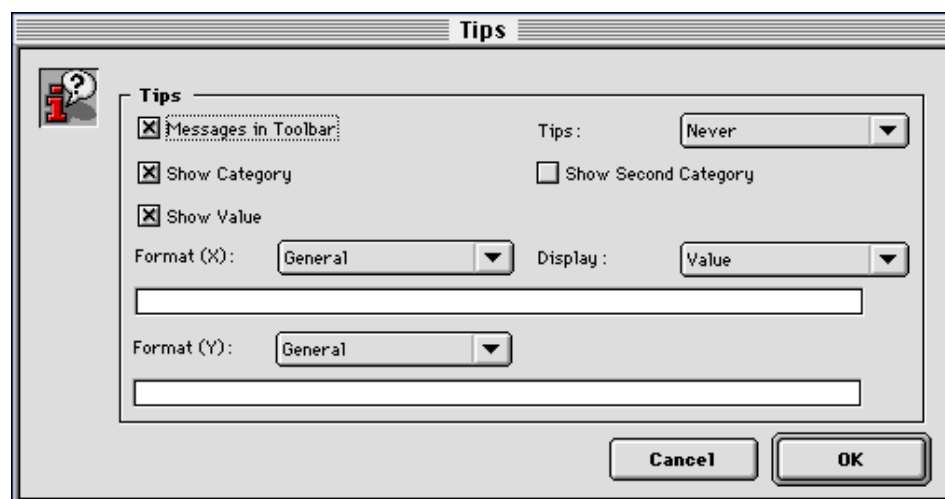 Tips
Tips
Messages in Toolbar Tips: Never
Show Category Show Second Category
Show Value
Format (X): General Display: Value
Format (Y): General
Cancel OK